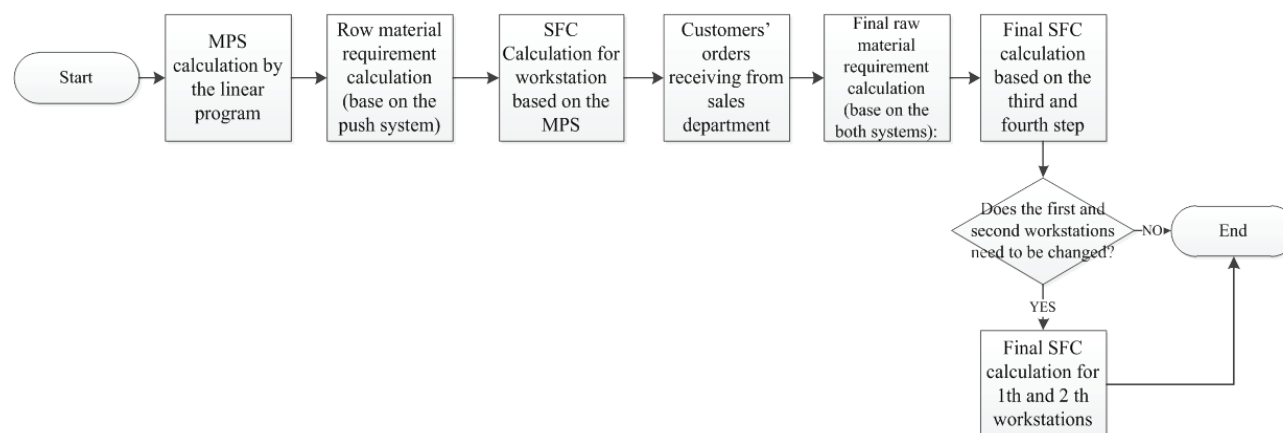 Start
MPS
calculation by
the linear
program
Row material
requirement
calculation
(base on the
push system)
SFC
Calculation for
workstation
based on the
MPS
Customers’
orders
receiving from
sales
department
Final raw
material
requirement
calculation
(base on the
both systems):
Final SFC
calculation
based on the
third and
fourth step
Does the first and
second workstations
need to be changed?
NO
End
YES
Final SFC
calculation for
1th and 2 th
workstations